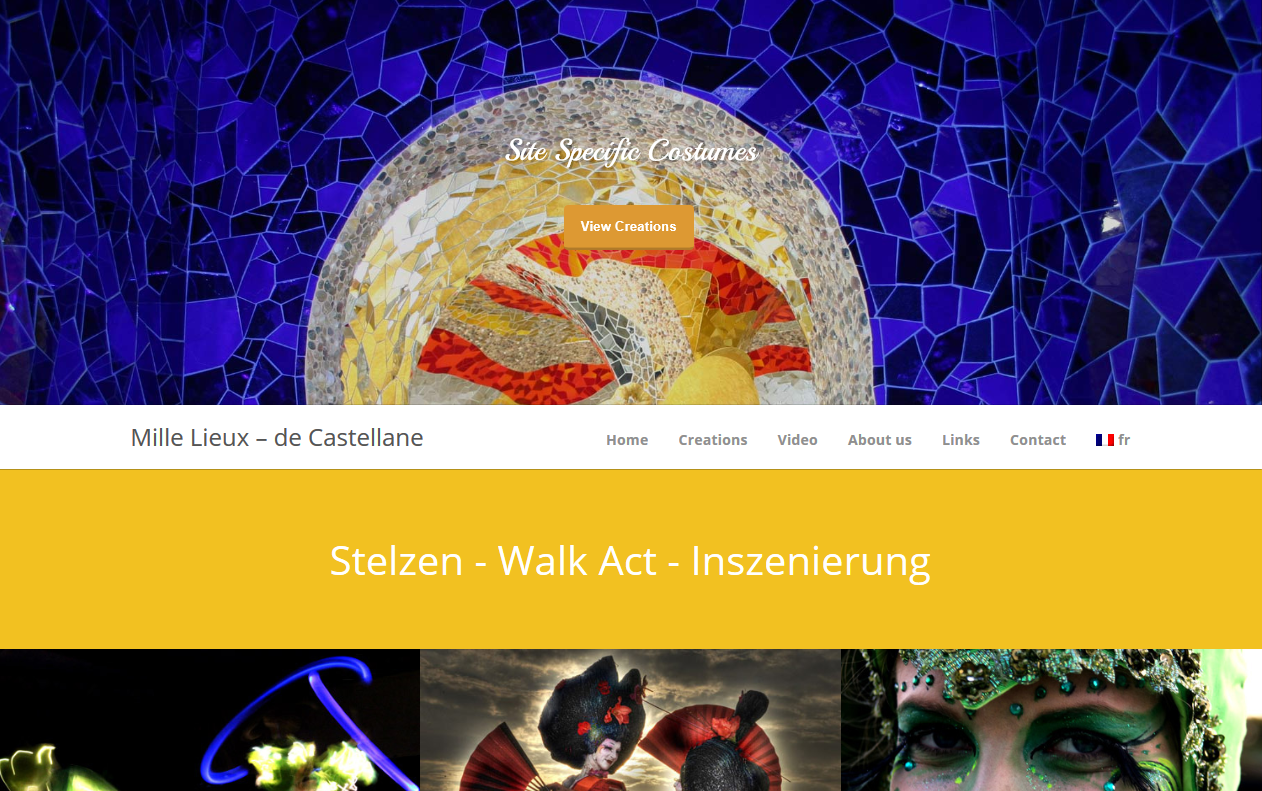 Site Specific Costumes
View Creations
Mille Lieux – de Castellane
Home Creations Video About us Links Contact fr
Stelzen - Walk Act - Inszenierung